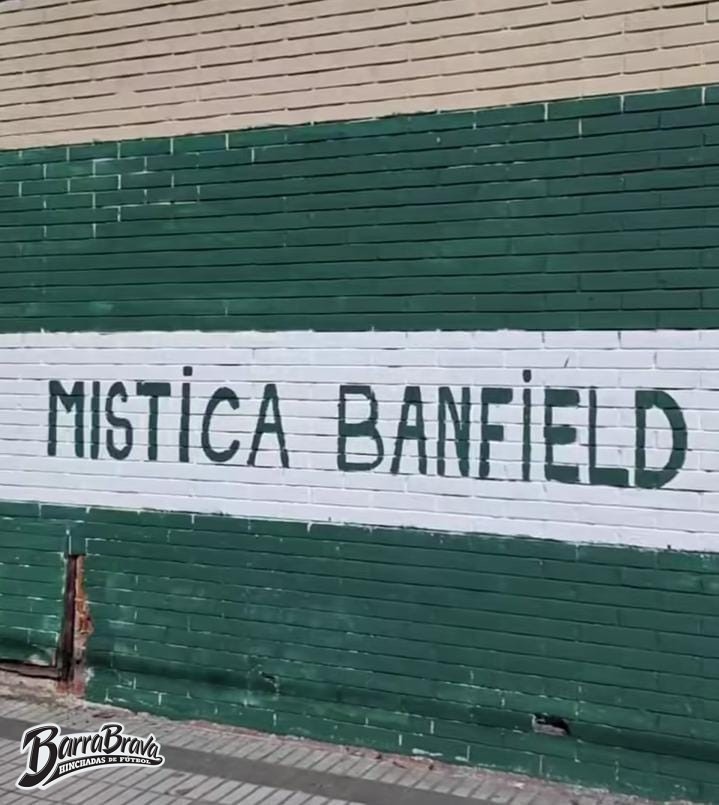 MiSTiCA BANFiELD
BarraBrava
HINCHADAS DE FÚTBOL